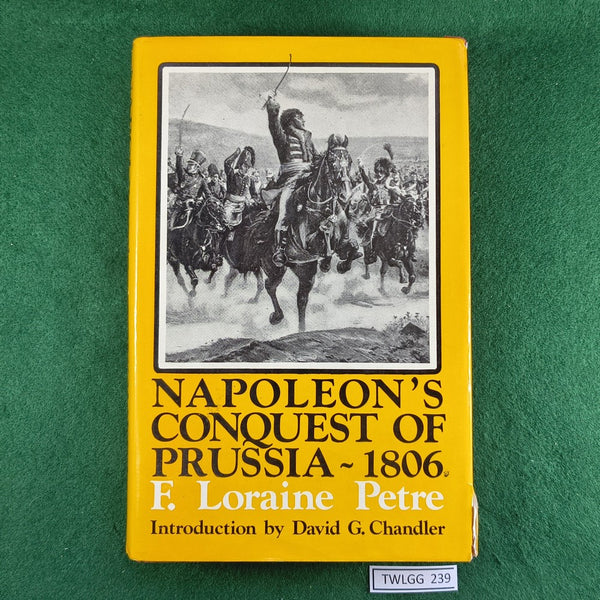 NAPOLEON'S
CONQUEST OF
PRUSSIA ~ 1806
F. Loraine Petre
Introduction by David G. Chandler
TWLGG 239